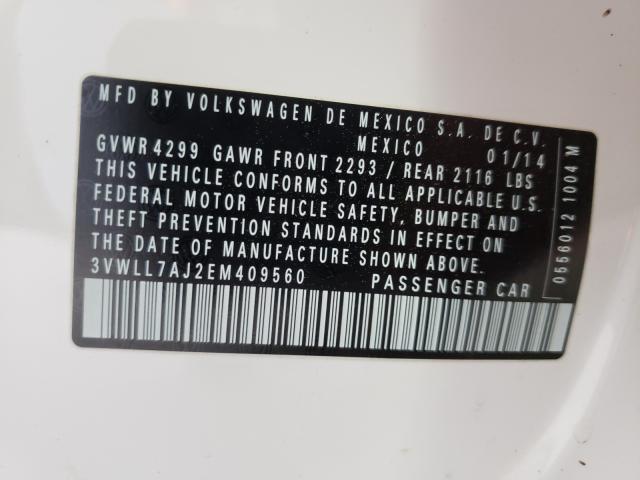 MFD BY VOLKSWAGEN DE MEXICO S.A. DE C.V.
MEXICO 01/14
GVWR 4299 GAWR FRONT 2293 / REAR 2116 LBS
THIS VEHICLE CONFORMS TO ALL APPLICABLE U.S.
FEDERAL MOTOR VEHICLE SAFETY, BUMPER AND
THEFT PREVENTION STANDARDS IN EFFECT ON
THE DATE OF MANUFACTURE SHOWN ABOVE.
3VWLL7AJ2EM409560 PASSENGER CAR
0556012 1004 M